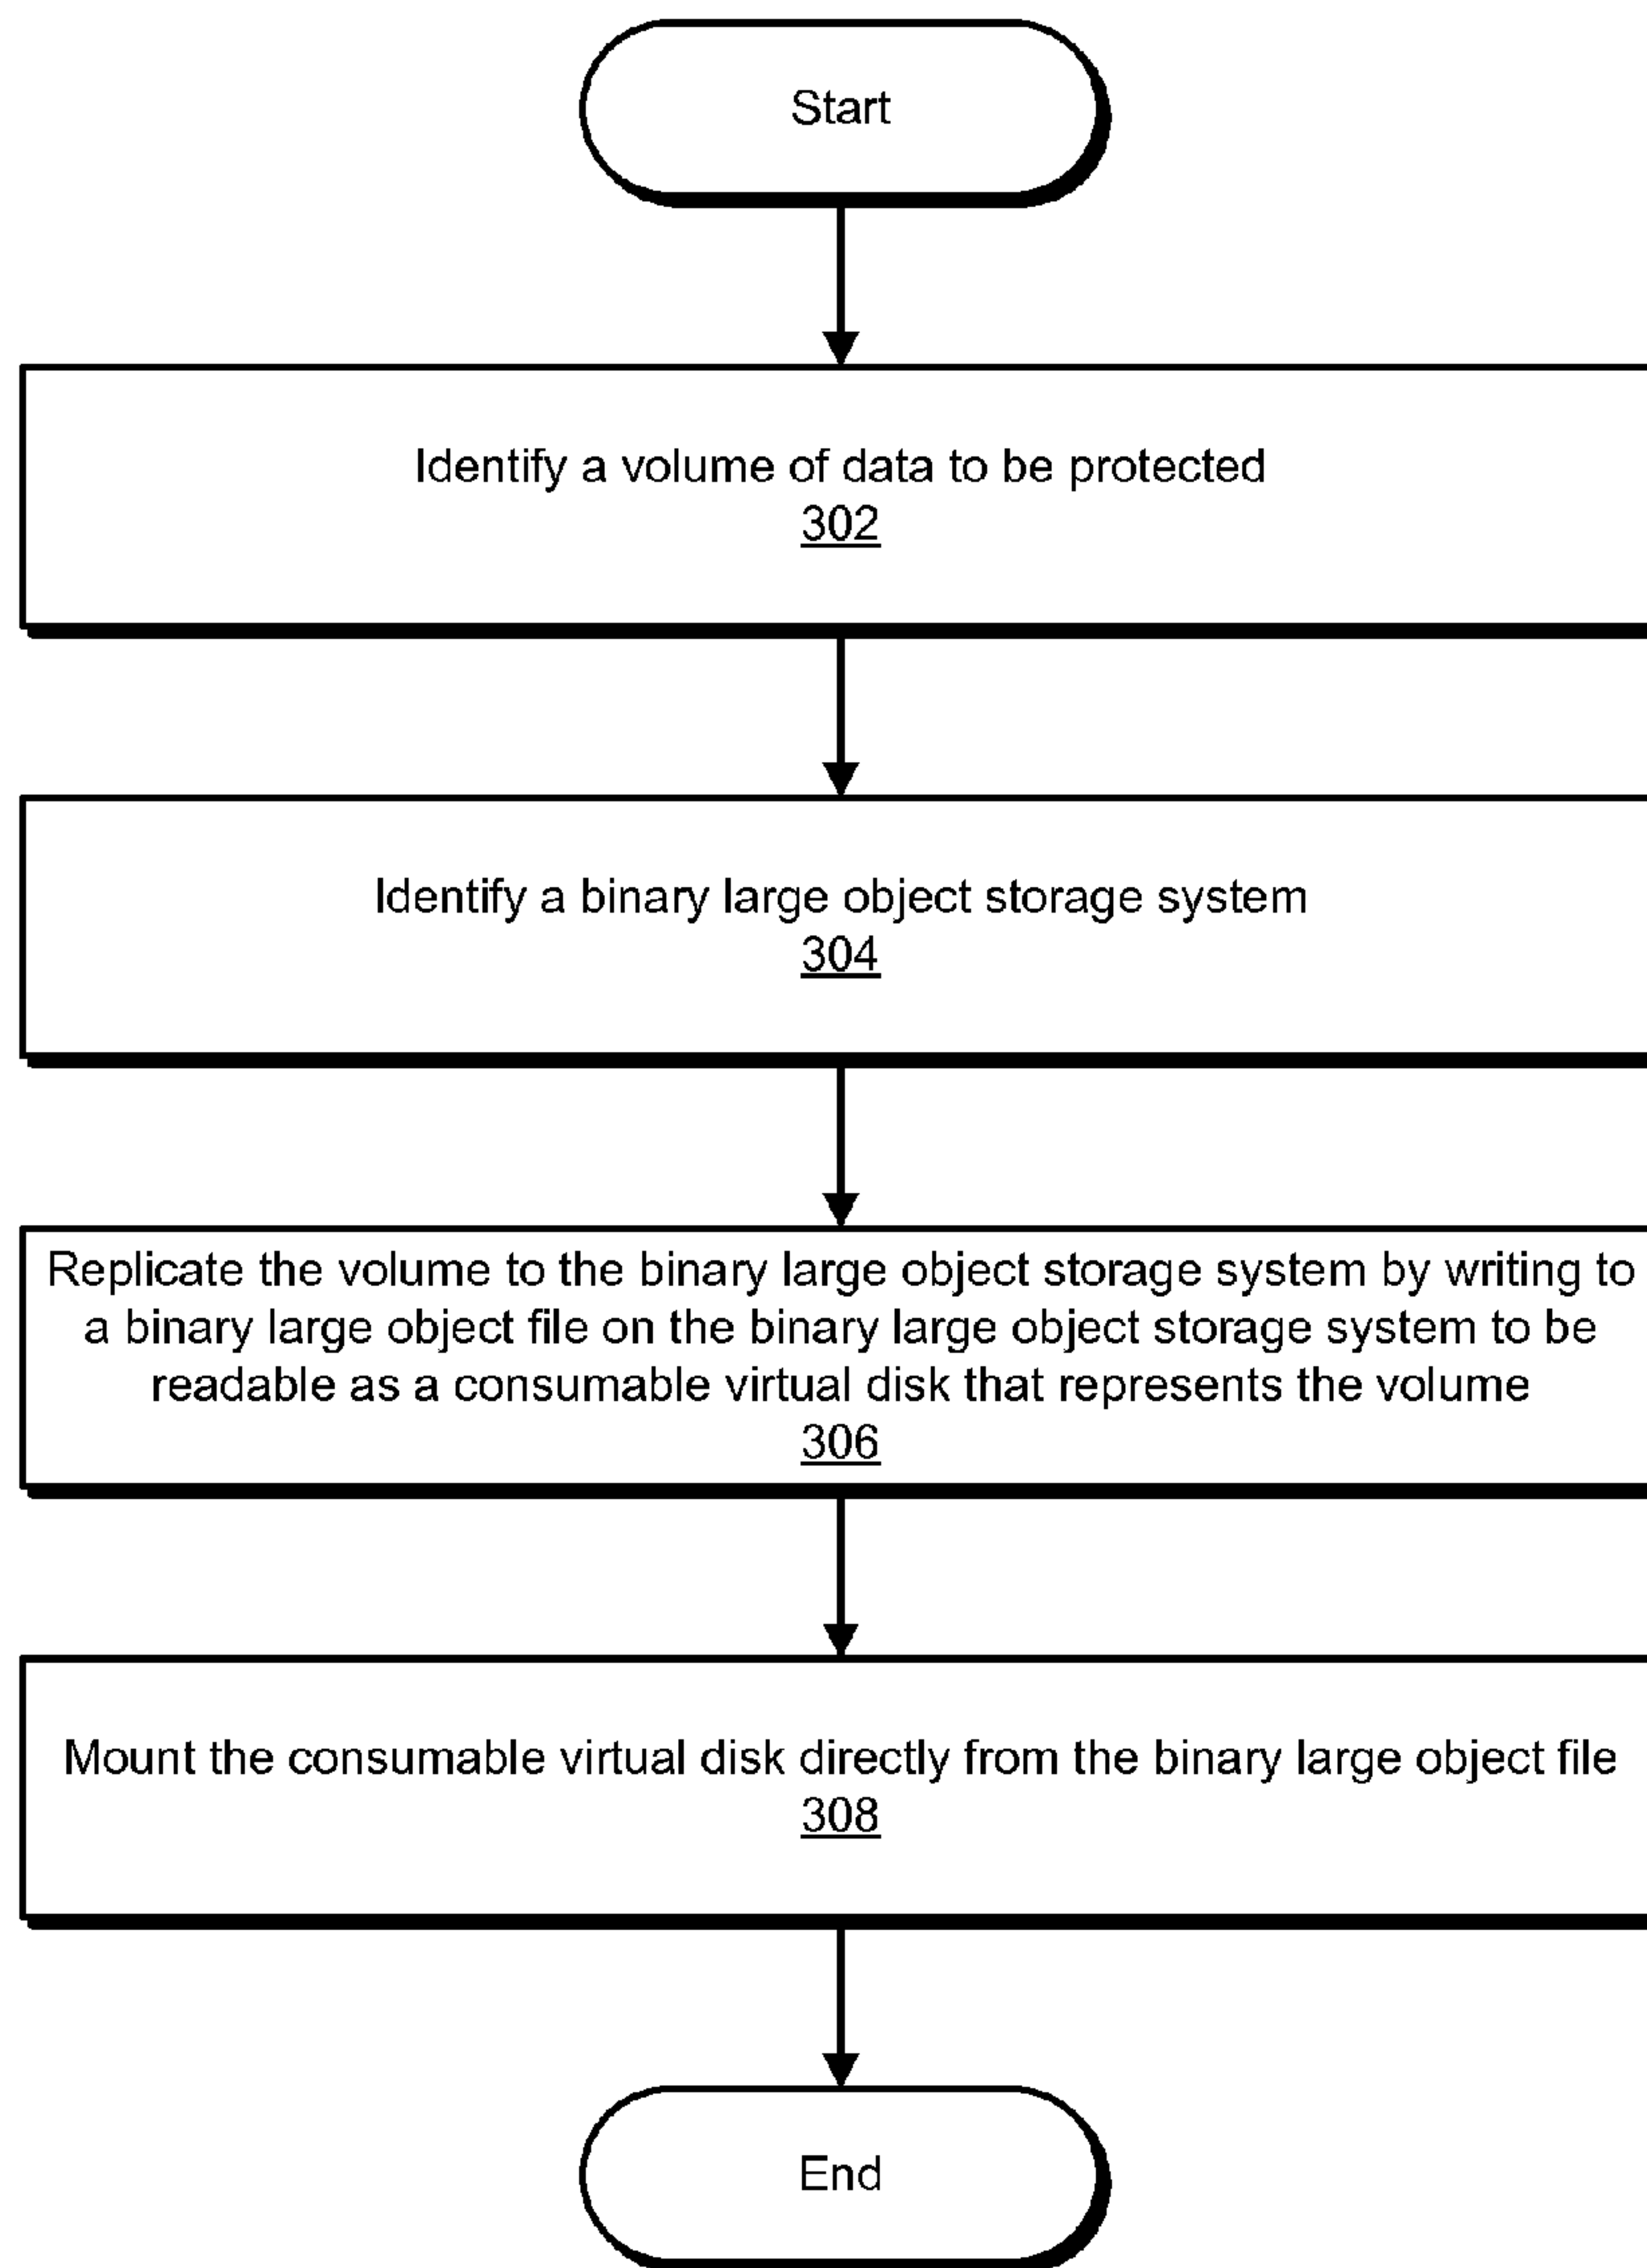 Start
Identify a volume of data to be protected
302
Identify a binary large object storage system
304
Replicate the volume to the binary large object storage system by writing to
a binary large object file on the binary large object storage system to be
readable as a consumable virtual disk that represents the volume
306
Mount the consumable virtual disk directly from the binary large object file
308
End